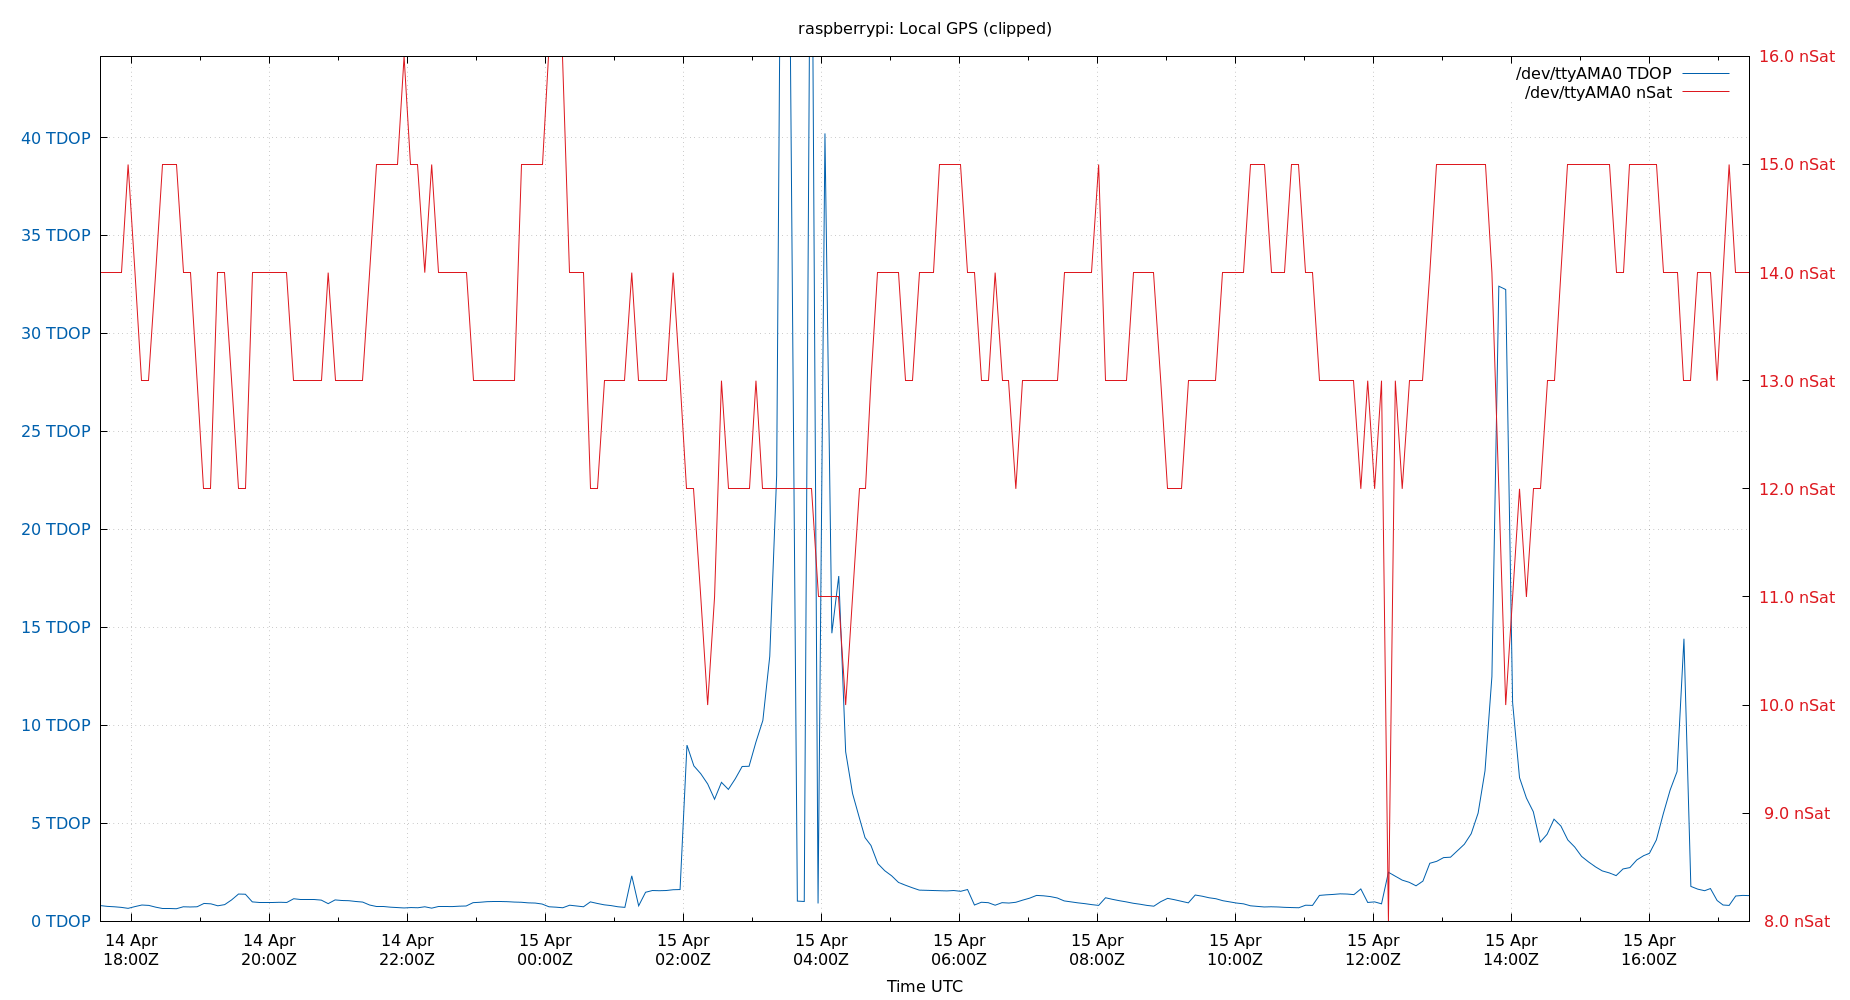 raspberrypi: Local GPS (clipped)
/dev/ttyAMA0 TDOP
/dev/ttyAMA0 nSat
40 TDOP
35 TDOP
30 TDOP
25 TDOP
20 TDOP
15 TDOP
10 TDOP
5 TDOP
0 TDOP
16.0 nSat
15.0 nSat
14.0 nSat
13.0 nSat
12.0 nSat
11.0 nSat
10.0 nSat
9.0 nSat
8.0 nSat
14 Apr 14 Apr 14 Apr 15 Apr 15 Apr 15 Apr 15 Apr 15 Apr 15 Apr 15 Apr 15 Apr 15 Apr
18:00Z 20:00Z 22:00Z 00:00Z 02:00Z 04:00Z 06:00Z 08:00Z 10:00Z 12:00Z 14:00Z 16:00Z
Time UTC